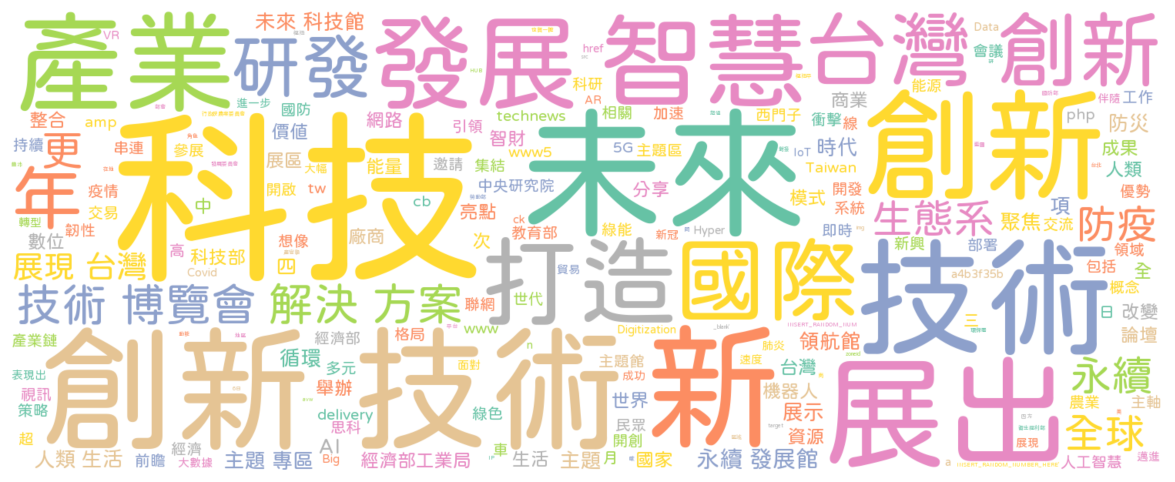 產業
VR
未來 科技館
研發
發展
智慧
台灣
創新
Data
會議
href
科研
AR
能源
伴隨
工作
進一步
國防
整合
amp
價值
網路
引領
technews
智財
相關
加速
西門子
商業
衝擊
線
php
防災
持續
串連
更
參展
展區
大幅
能量
邀請
集結
www5
5G
主題區
IoT
時代
成果
科技
未來
創新
年
疫情
交易
轉型
韌性
數位
中
開啟
tw
cb
中央研究院
分享
Taiwan
模式
開發
系統
人類
優勢
亮點
ck
教育部
綠能
生態系
項
聚焦
交流
防疫
高
科技部
想像
廠商
次
新冠
Hyper
即時
新興
部署
領域
展現 台灣
Covid
四
打造
貿易
國際
技術
a4b3f35b
包括
全
概念
技術 博覽會
解決 方案
聯網
世代
www
_blank
Digitization
INSERT_RANDOM_NUM
三
日
改變
論壇
產業鏈
創新
經濟部
格局
技術
n
新
肺炎
領航館
循環
多元
面對
主題館
成功
速度
台灣
展出
永續
表現出
視訊
策略
舉辦
delivery
思科
綠色
世界
機器人
展示
target
農業
主軸
超
經濟
AI
民眾
開創
資源
展現
全球
人類 生活
前瞻
大數據
主題 專區
Big
經濟部工業局
車
生活
主題
月
國家
永續 發展館
a
INSERT_RANDOM_NUMBER_HERE
人工智慧
邁進